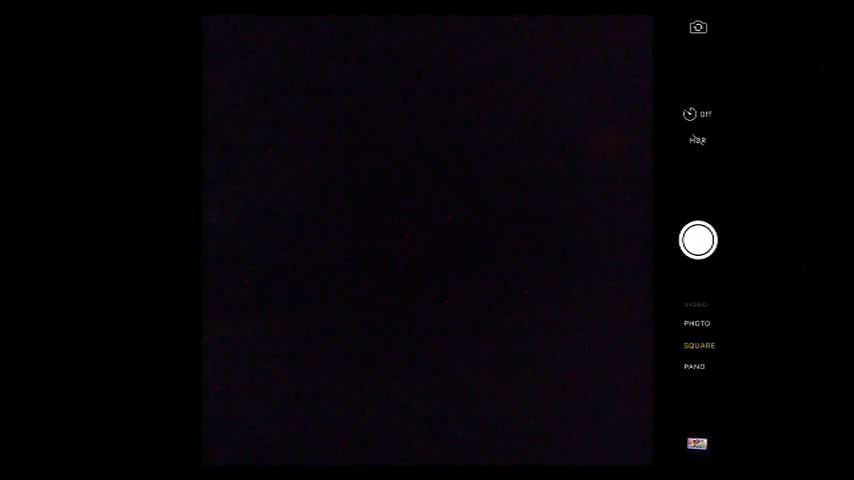 Off
HDR
VIDEO
PHOTO
SQUARE
PANO